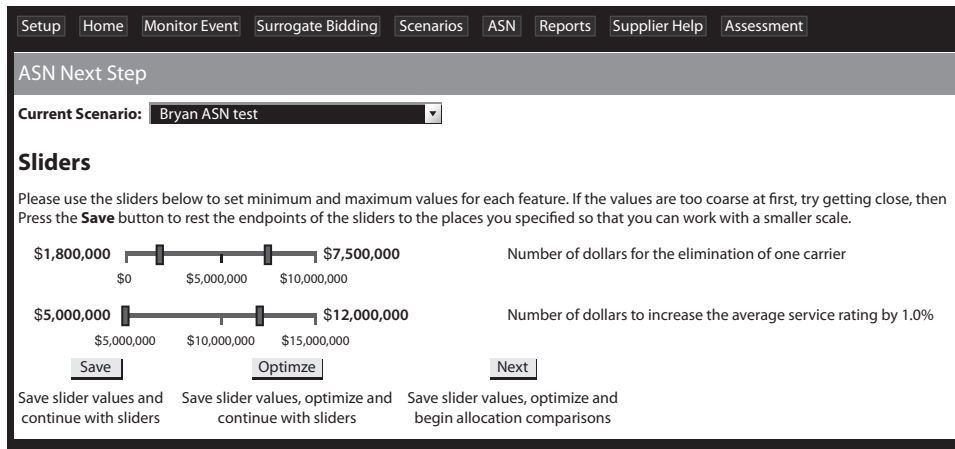 Setup Home Monitor Event Surrogate Bidding Scenarios ASN Reports Supplier Help Assessment
ASN Next Step
Current Scenario: Bryan ASN test
Sliders
Please use the sliders below to set minimum and maximum values for each feature. If the values are too coarse at first, try getting close, then
Press the Save button to rest the endpoints of the sliders to the places you specified so that you can work with a smaller scale.
$1,800,000 $7,500,000 Number of dollars for the elimination of one carrier
$0 $5,000,000 $10,000,000
$5,000,000 $12,000,000 Number of dollars to increase the average service rating by 1.0%
$5,000,000 $10,000,000 $15,000,000
Save Optimze Next
Save slider values and Save slider values, optimize and Save slider values, optimize and
continue with sliders continue with sliders begin allocation comparisons